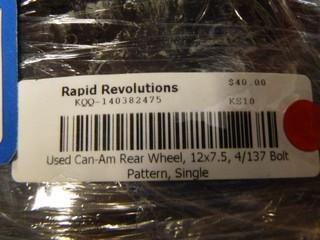 Rapid Revolutions $40.00
KQQ-140382475 KS10
Used Can-Am Rear Wheel, 12x7.5, 4/137 Bolt
Pattern, Single